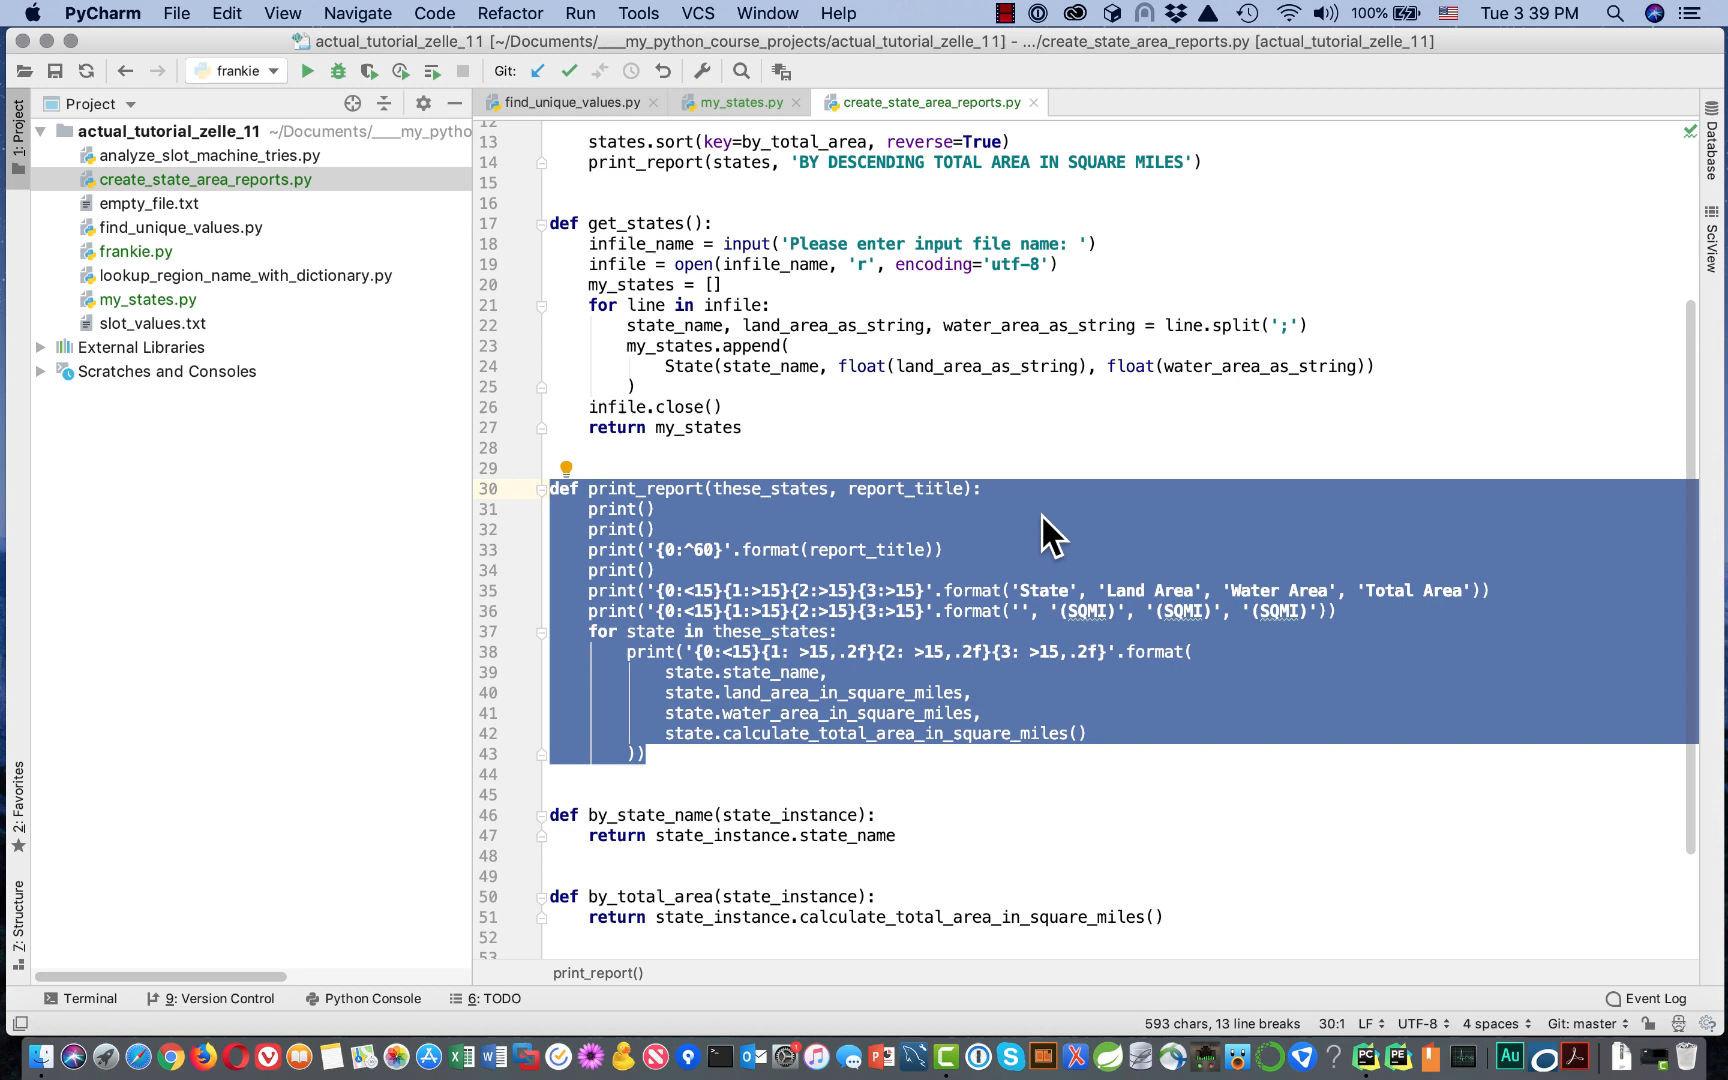 PyCharm File Edit View Navigate Code Refactor Run Tools VCS Window Help 100% Tue 3 39 PM
actual_tutorial_zelle_11 [~/Documents/___my_python_course_projects/actual_tutorial_zelle_11] - .../create_state_area_reports.py [actual_tutorial_zelle_11]
frankie Git:
Project find_unique_values.py my_states.py create_state_area_reports.py
1: Project
2: Favorites
7: Structure
Database
SciView
actual_tutorial_zelle_11 ~/Documents/___my_pytho
analyze_slot_machine_tries.py
create_state_area_reports.py
empty_file.txt
find_unique_values.py
frankie.py
lookup_region_name_with_dictionary.py
my_states.py
slot_values.txt
External Libraries
Scratches and Consoles
12
13 states.sort(key=by_total_area, reverse=True)
14 print_report(states, 'BY DESCENDING TOTAL AREA IN SQUARE MILES')
15
16
17 def get_states():
18 infile_name = input('Please enter input file name: ')
19 infile = open(infile_name, 'r', encoding='utf-8')
20 my_states = []
21 for line in infile:
22 state_name, land_area_as_string, water_area_as_string = line.split(';')
23 my_states.append(
24 State(state_name, float(land_area_as_string), float(water_area_as_string))
25 )
26 infile.close()
27 return my_states
28
29
30 def print_report(these_states, report_title):
31 print()
32 print()
33 print('{0:^60}'.format(report_title))
34 print()
35 print('{0:<15}{1:>15}{2:>15}{3:>15}'.format('State', 'Land Area', 'Water Area', 'Total Area'))
36 print('{0:<15}{1:>15}{2:>15}{3:>15}'.format('', '(SQMI)', '(SQMI)', '(SQMI)'))
37 for state in these_states:
38 print('{0:<15}{1: >15,.2f}{2: >15,.2f}{3: >15,.2f}'.format(
39 state.state_name,
40 state.land_area_in_square_miles,
41 state.water_area_in_square_miles,
42 state.calculate_total_area_in_square_miles()
43 ))
44
45
46 def by_state_name(state_instance):
47 return state_instance.state_name
48
49
50 def by_total_area(state_instance):
51 return state_instance.calculate_total_area_in_square_miles()
52
53
print_report()
Terminal 9: Version Control Python Console 6: TODO Event Log
593 chars, 13 line breaks 30:1 LF UTF-8 4 spaces Git: master